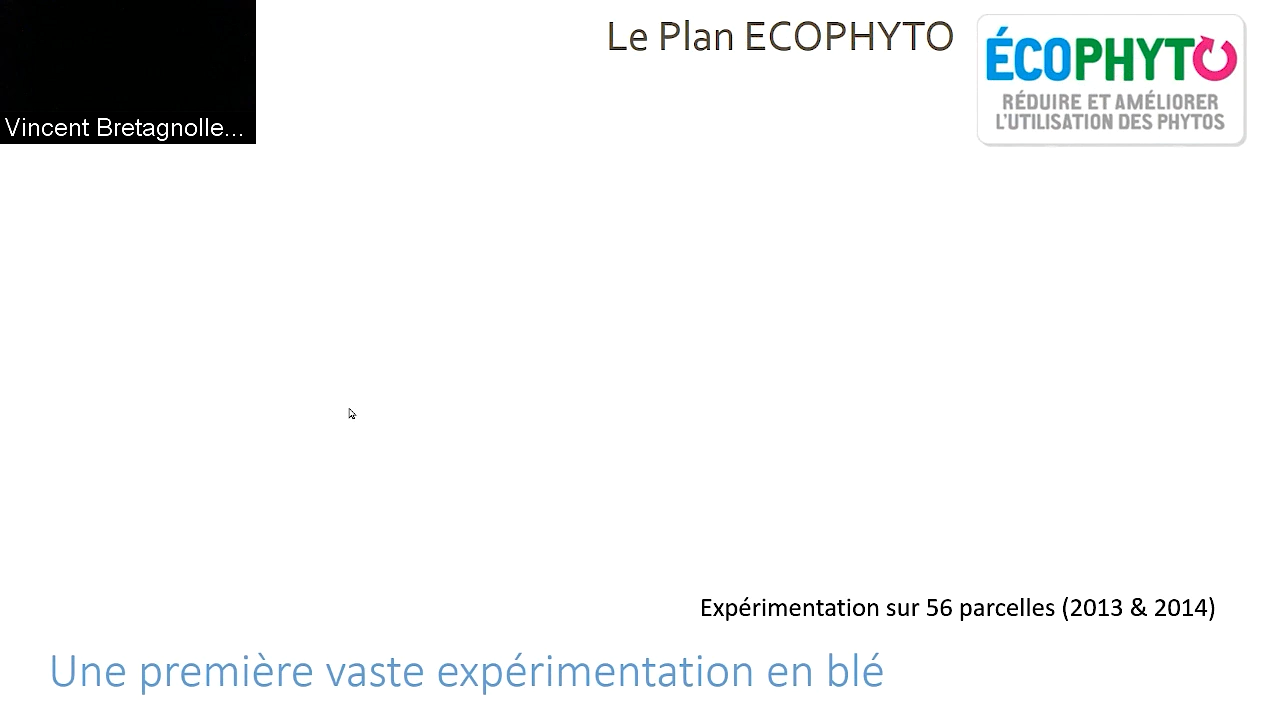 Le Plan ECOPHYTO
ÉCOPHYTO
RÉDUIRE ET AMÉLIORER
L'UTILISATION DES PHYTOS
Vincent Bretagnolle...
Expérimentation sur 56 parcelles (2013 & 2014)
Une première vaste expérimentation en blé